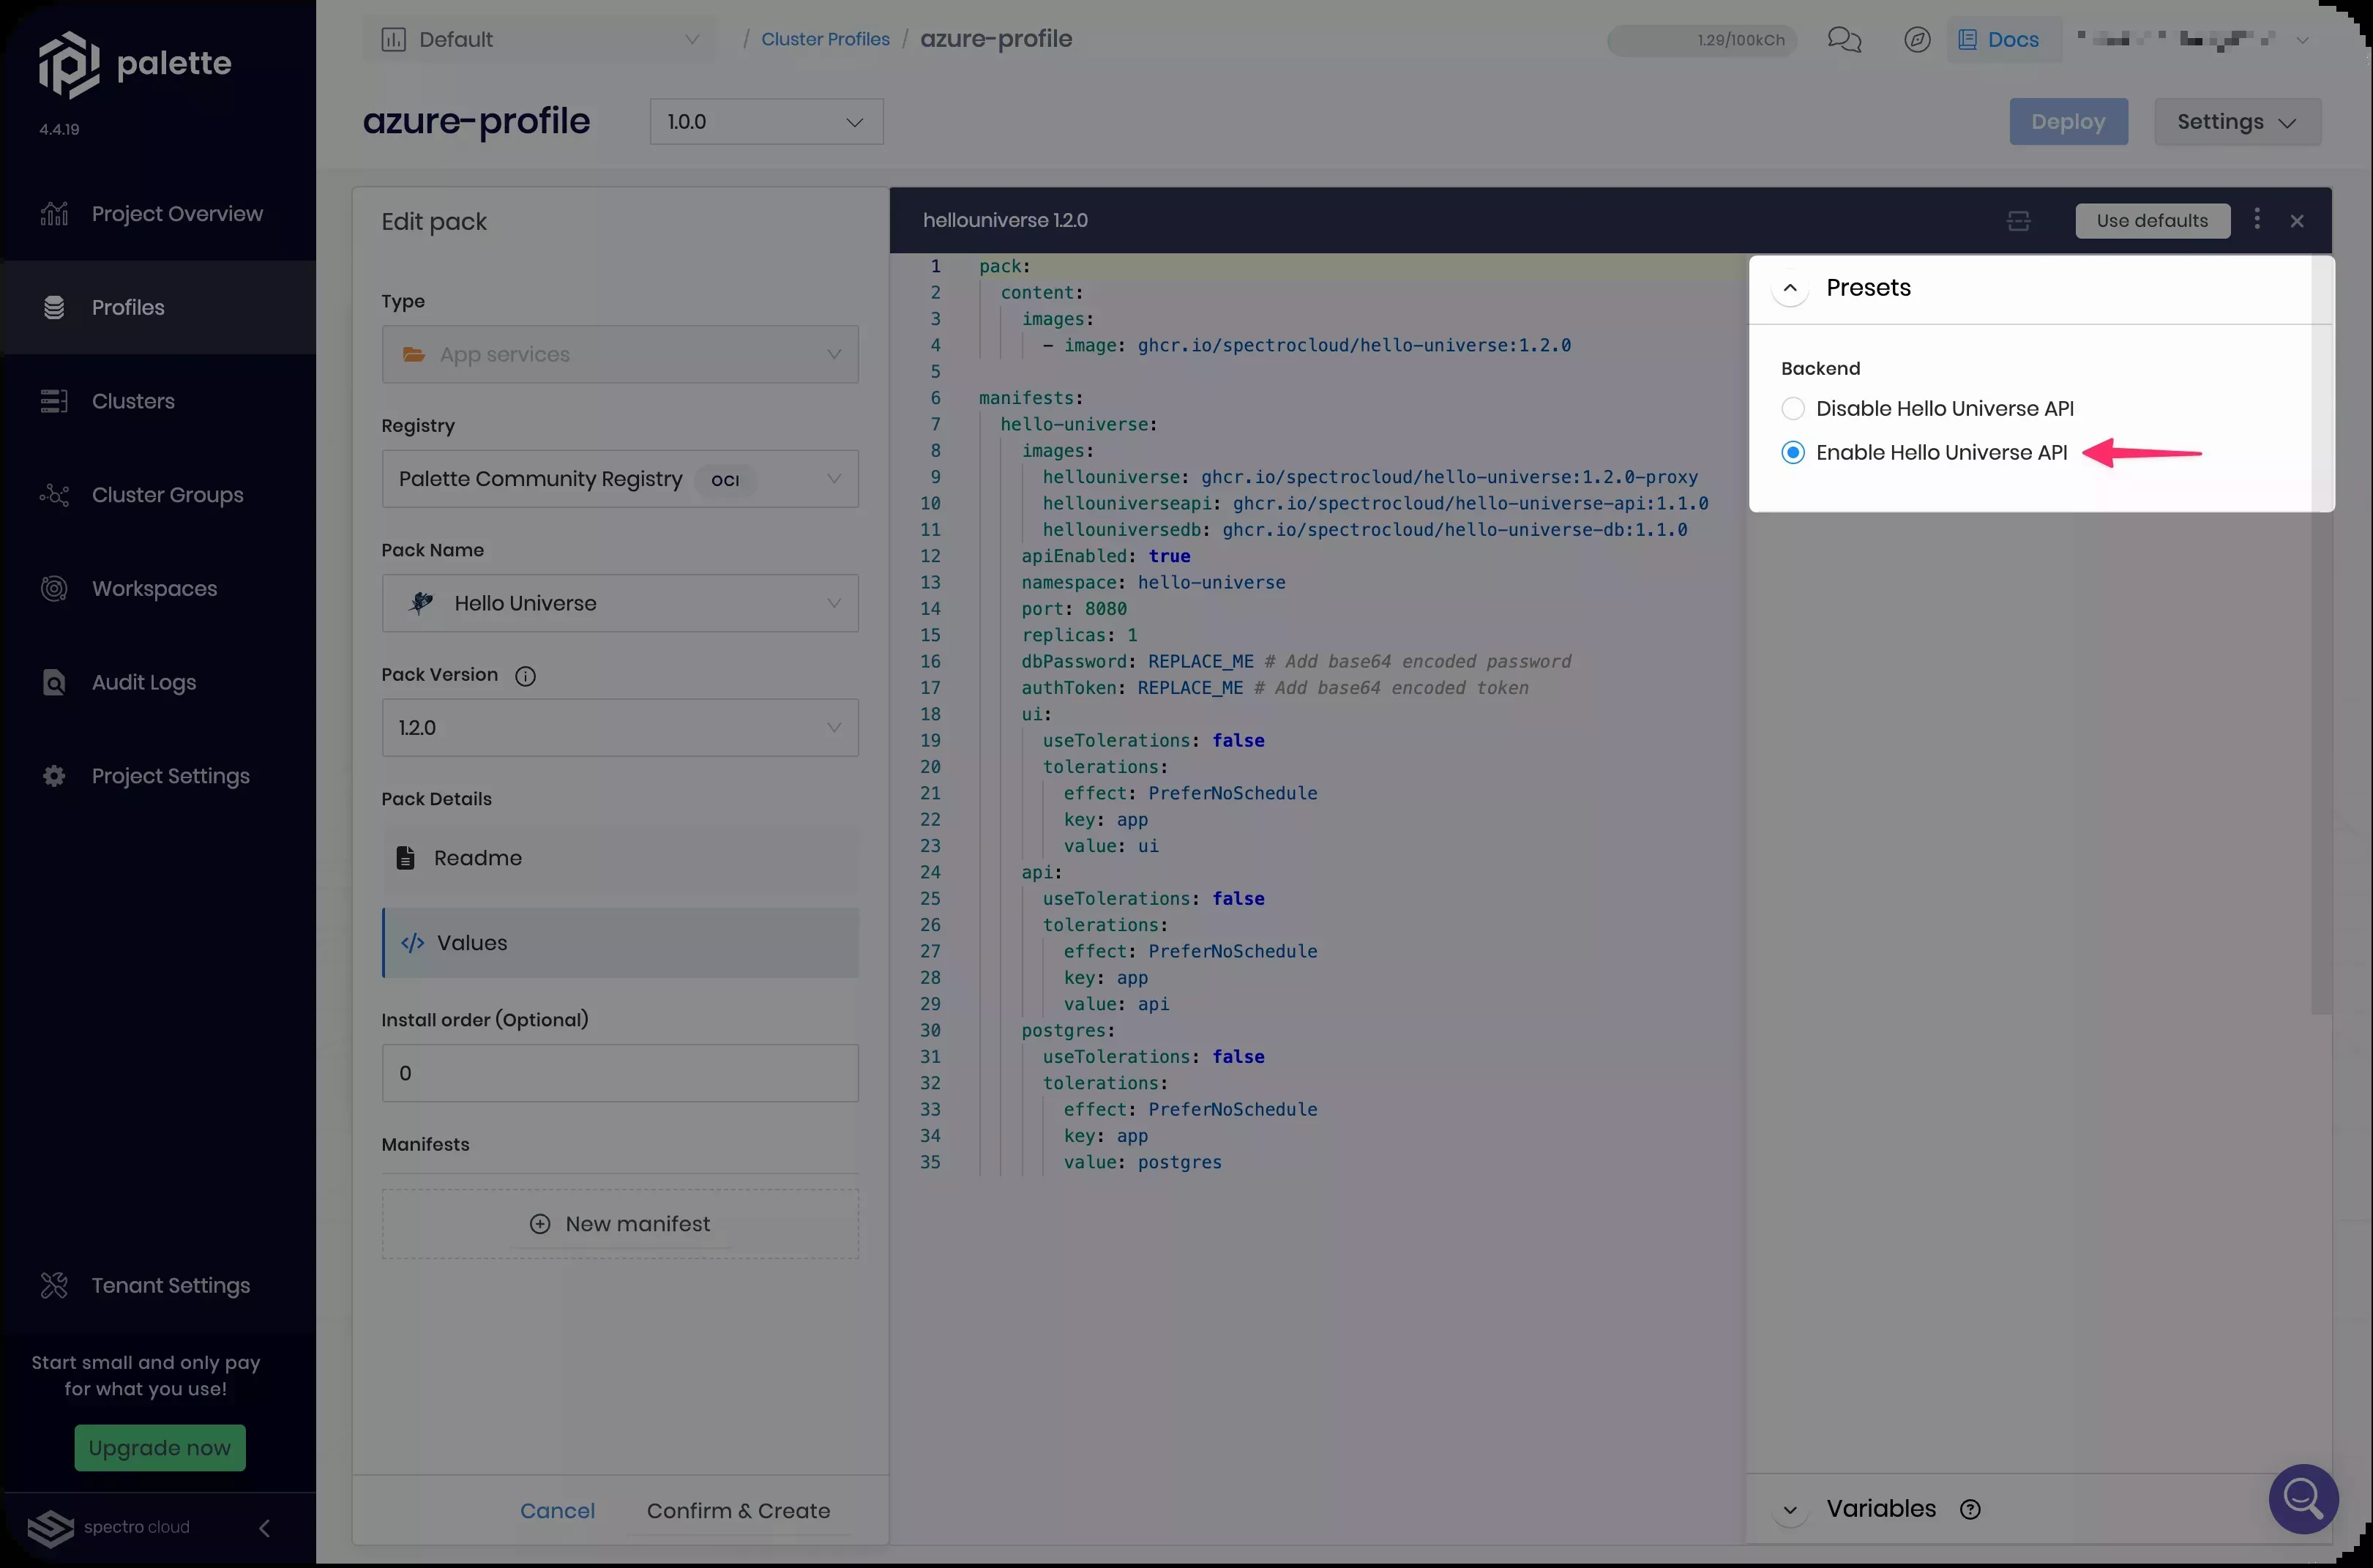 palette
4.4.19
Project Overview
Profiles
Clusters
Cluster Groups
Workspaces
Audit Logs
Project Settings
Tenant Settings
Start small and only pay
for what you use!
Upgrade now
spectro cloud
Default
/ Cluster Profiles / azure-profile
1.29/100kCh
Docs
azure-profile
1.0.0
Deploy
Settings
Edit pack
Type
App services
Registry
Palette Community Registry OCI
Pack Name
Hello Universe
Pack Version
1.2.0
Pack Details
Readme
</> Values
Install order (Optional)
0
Manifests
New manifest
Cancel
Confirm & Create
hellouniverse 1.2.0
Use defaults
1 pack:
2 content:
3 images:
4 - image: ghcr.io/spectrocloud/hello-universe:1.2.0
5
6 manifests:
7 hello-universe:
8 images:
9 hellouniverse: ghcr.io/spectrocloud/hello-universe:1.2.0-proxy
10 hellouniverseapi: ghcr.io/spectrocloud/hello-universe-api:1.1.0
11 hellouniversedb: ghcr.io/spectrocloud/hello-universe-db:1.1.0
12 apiEnabled: true
13 namespace: hello-universe
14 port: 8080
15 replicas: 1
16 dbPassword: REPLACE_ME # Add base64 encoded password
17 authToken: REPLACE_ME # Add base64 encoded token
18 ui:
19 useTolerations: false
20 tolerations:
21 effect: PreferNoSchedule
22 key: app
23 value: ui
24 api:
25 useTolerations: false
26 tolerations:
27 effect: PreferNoSchedule
28 key: app
29 value: api
30 postgres:
31 useTolerations: false
32 tolerations:
33 effect: PreferNoSchedule
34 key: app
35 value: postgres
Presets
Backend
Disable Hello Universe API
Enable Hello Universe API
Variables